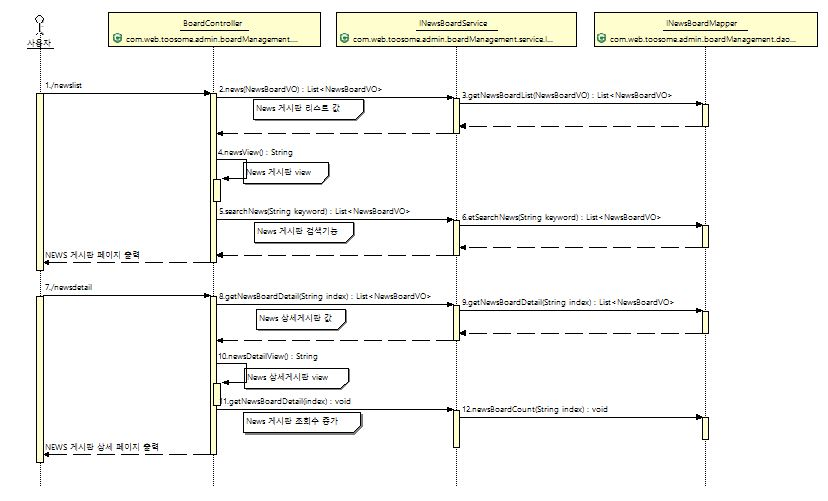 BoardController
com.web.toosome.admin.boardManagement....
INewsBoardService
com.web.toosome.admin.boardManagement.service.I...
INewsBoardMapper
com.web.toosome.admin.boardManagement.dao...
사용자
1./newslist
2.news(NewsBoardVO) : List<NewsBoardVO>
3.getNewsBoardList(NewsBoardVO) : List<NewsBoardVO>
News 게시판 리스트 값
4.newsView() : String
News 게시판 view
5.searchNews(String keyword) : List<NewsBoardVO>
6.etSearchNews(String keyword) : List<NewsBoardVO>
News 게시판 검색기능
NEWS 게시판 페이지 출력
7./newsdetail
8.getNewsBoardDetail(String index) : List<NewsBoardVO>
9.getNewsBoardDetail(String index) : List<NewsBoardVO>
News 상세게시판 값
10.newsDetailView() : String
News 상세게시판 view
11.getNewsBoardDetail(index) : void
12.newsBoardCount(String index) : void
News 게시판 조회수 증가
NEWS 게시판 상세 페이지 출력